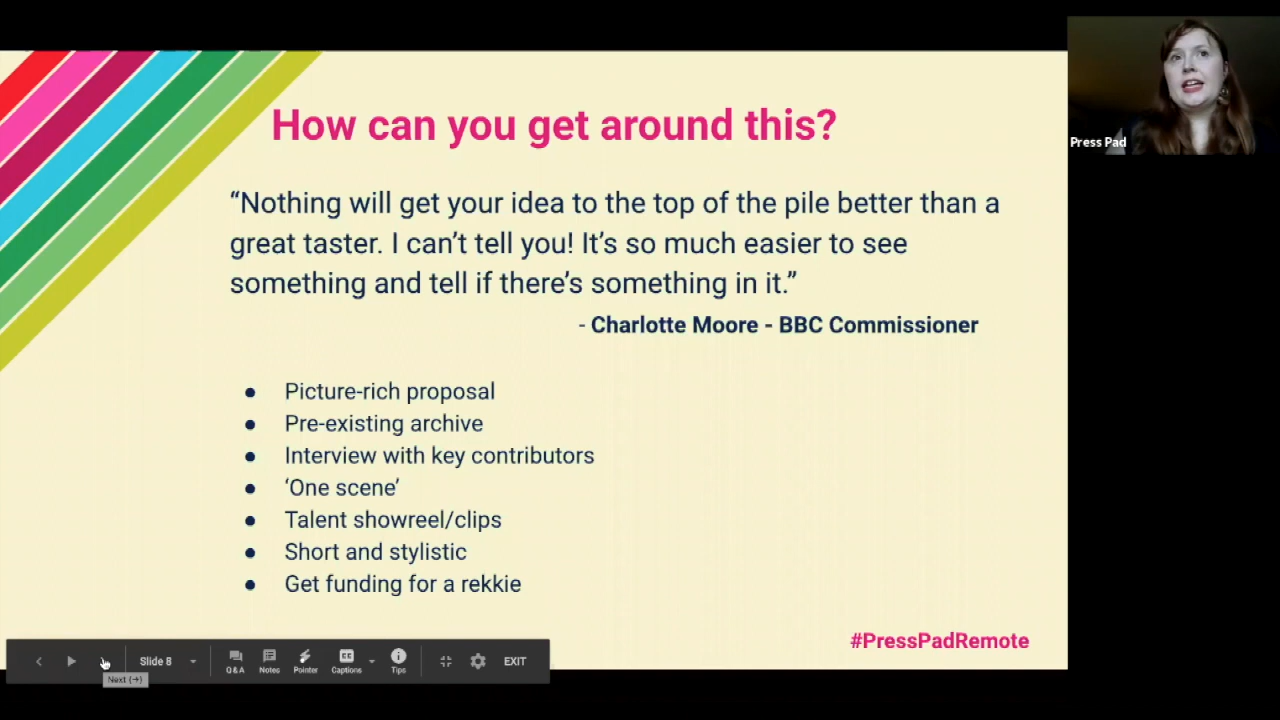 How can you get around this?
“Nothing will get your idea to the top of the pile better than a
great taster. I can’t tell you! It’s so much easier to see
something and tell if there’s something in it.”
- Charlotte Moore - BBC Commissioner
● Picture-rich proposal
● Pre-existing archive
● Interview with key contributors
● ‘One scene’
● Talent showreel/clips
● Short and stylistic
● Get funding for a rekkie
#PressPadRemote
Press Pad
Slide 8
Q&A
Notes
Pointer
CC
Captions
Tips
EXIT
Next (→)